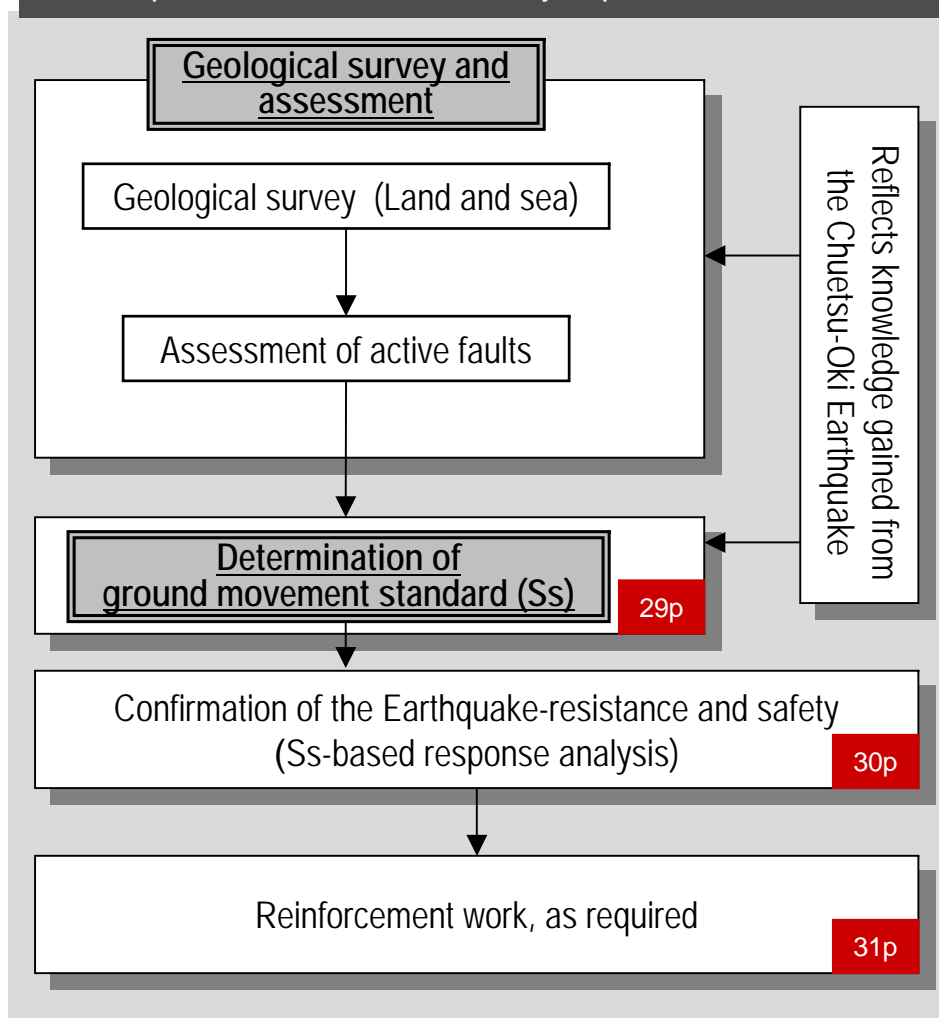 Geological survey and
assessment
Geological survey (Land and sea)
Assessment of active faults
Reflects knowledge gained from
the Chuetsu-Oki Earthquake
Determination of
ground movement standard (Ss)
29p
Confirmation of the Earthquake-resistance and safety
(Ss-based response analysis)
30p
Reinforcement work, as required
31p